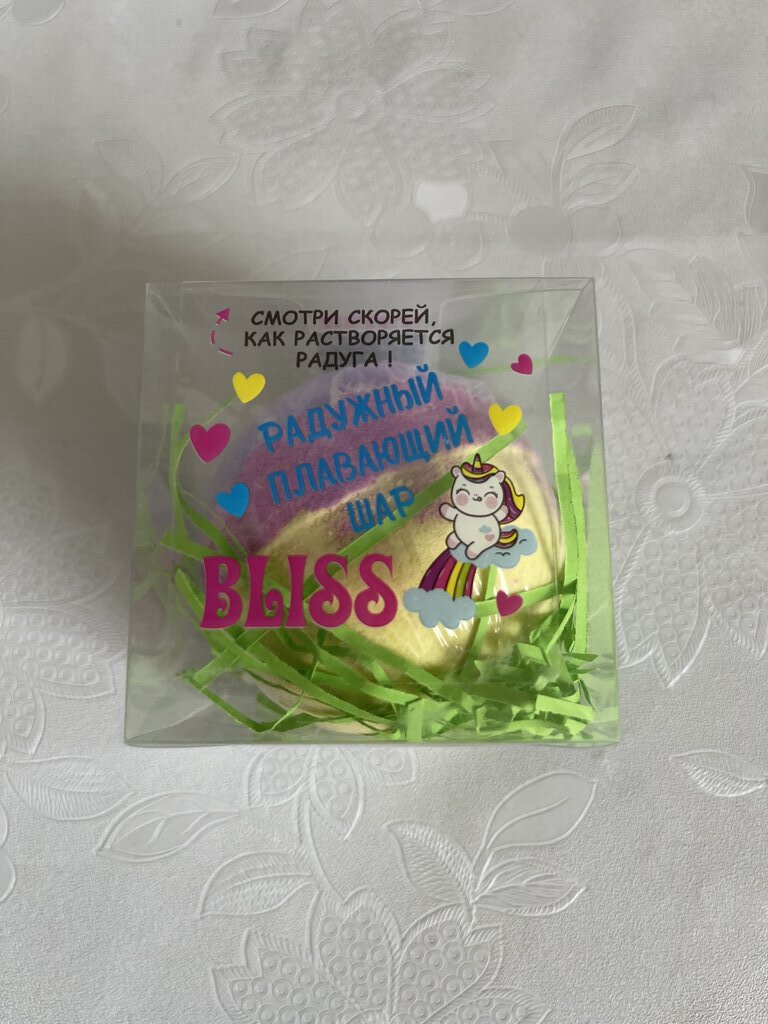 СМОТРИ СКОРЕЙ,
КАК РАСТВОРЯЕТСЯ
РАДУГА !
РАДУЖНЫЙ
ПЛАВАЮЩИЙ
ШАР
BLISS